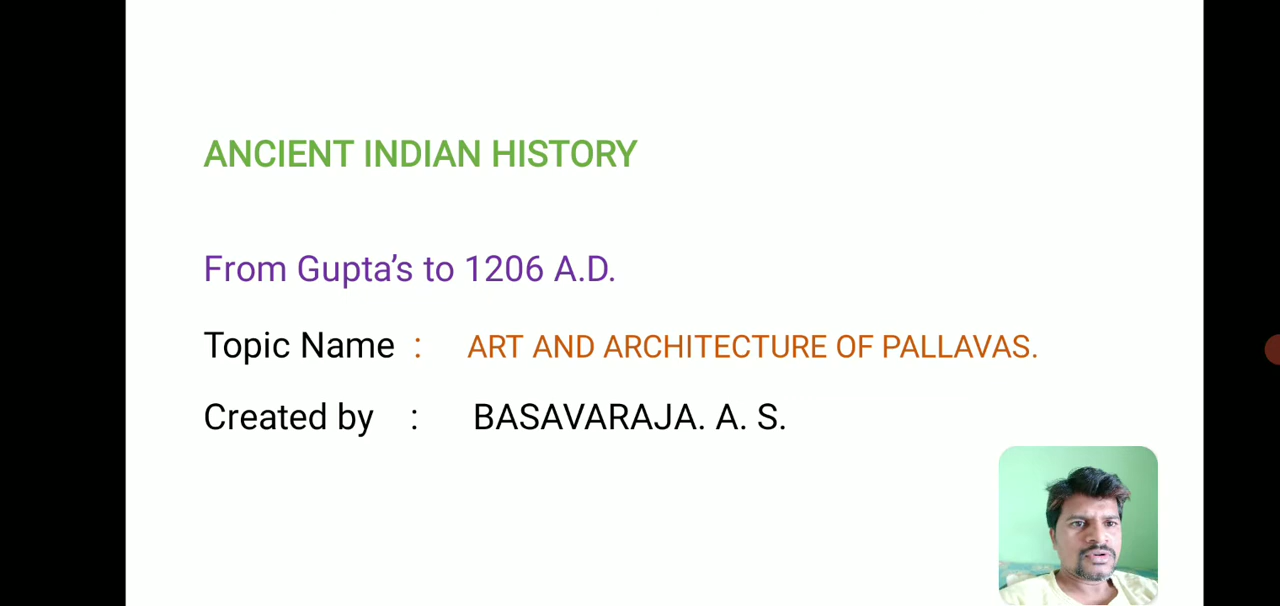 ANCIENT INDIAN HISTORY
From Gupta’s to 1206 A.D.
Topic Name : ART AND ARCHITECTURE OF PALLAVAS.
Created by : BASAVARAJA. A. S.